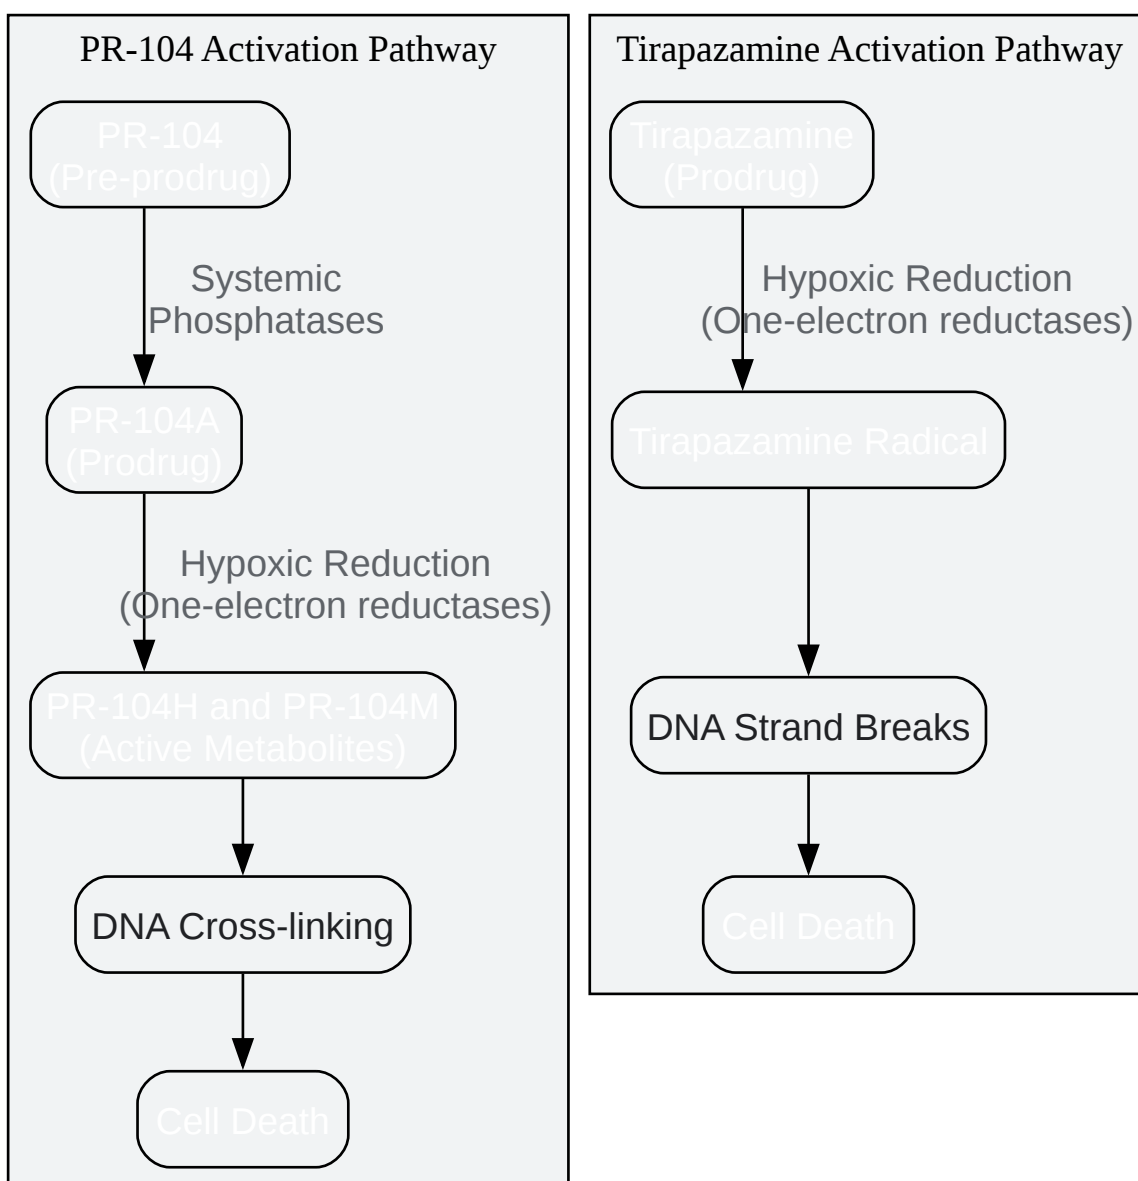 PR-104 Activation Pathway
PR-104
(Pre-prodrug)
Systemic
Phosphatases
PR-104A
(Prodrug)
Hypoxic Reduction
(One-electron reductases)
PR-104H and PR-104M
(Active Metabolites)
DNA Cross-linking
Cell Death
Tirapazamine Activation Pathway
Tirapazamine
(Prodrug)
Hypoxic Reduction
(One-electron reductases)
Tirapazamine Radical
DNA Strand Breaks
Cell Death